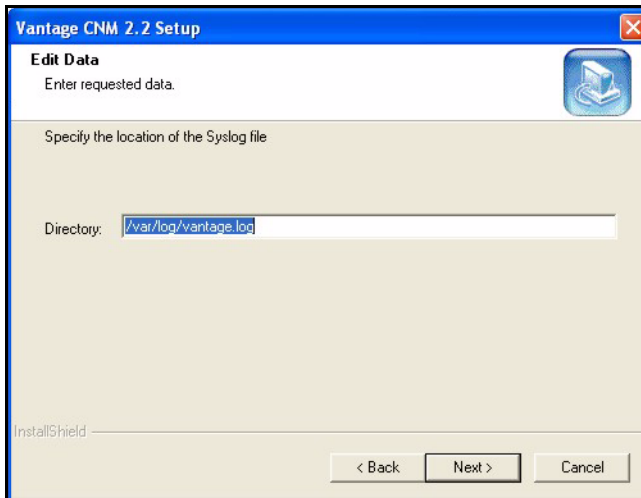 Vantage CNM 2.2 Setup
Edit Data
Enter requested data.
Specify the location of the Syslog file
Directory: /var/log/vantage.log
InstallShield
< Back Next > Cancel